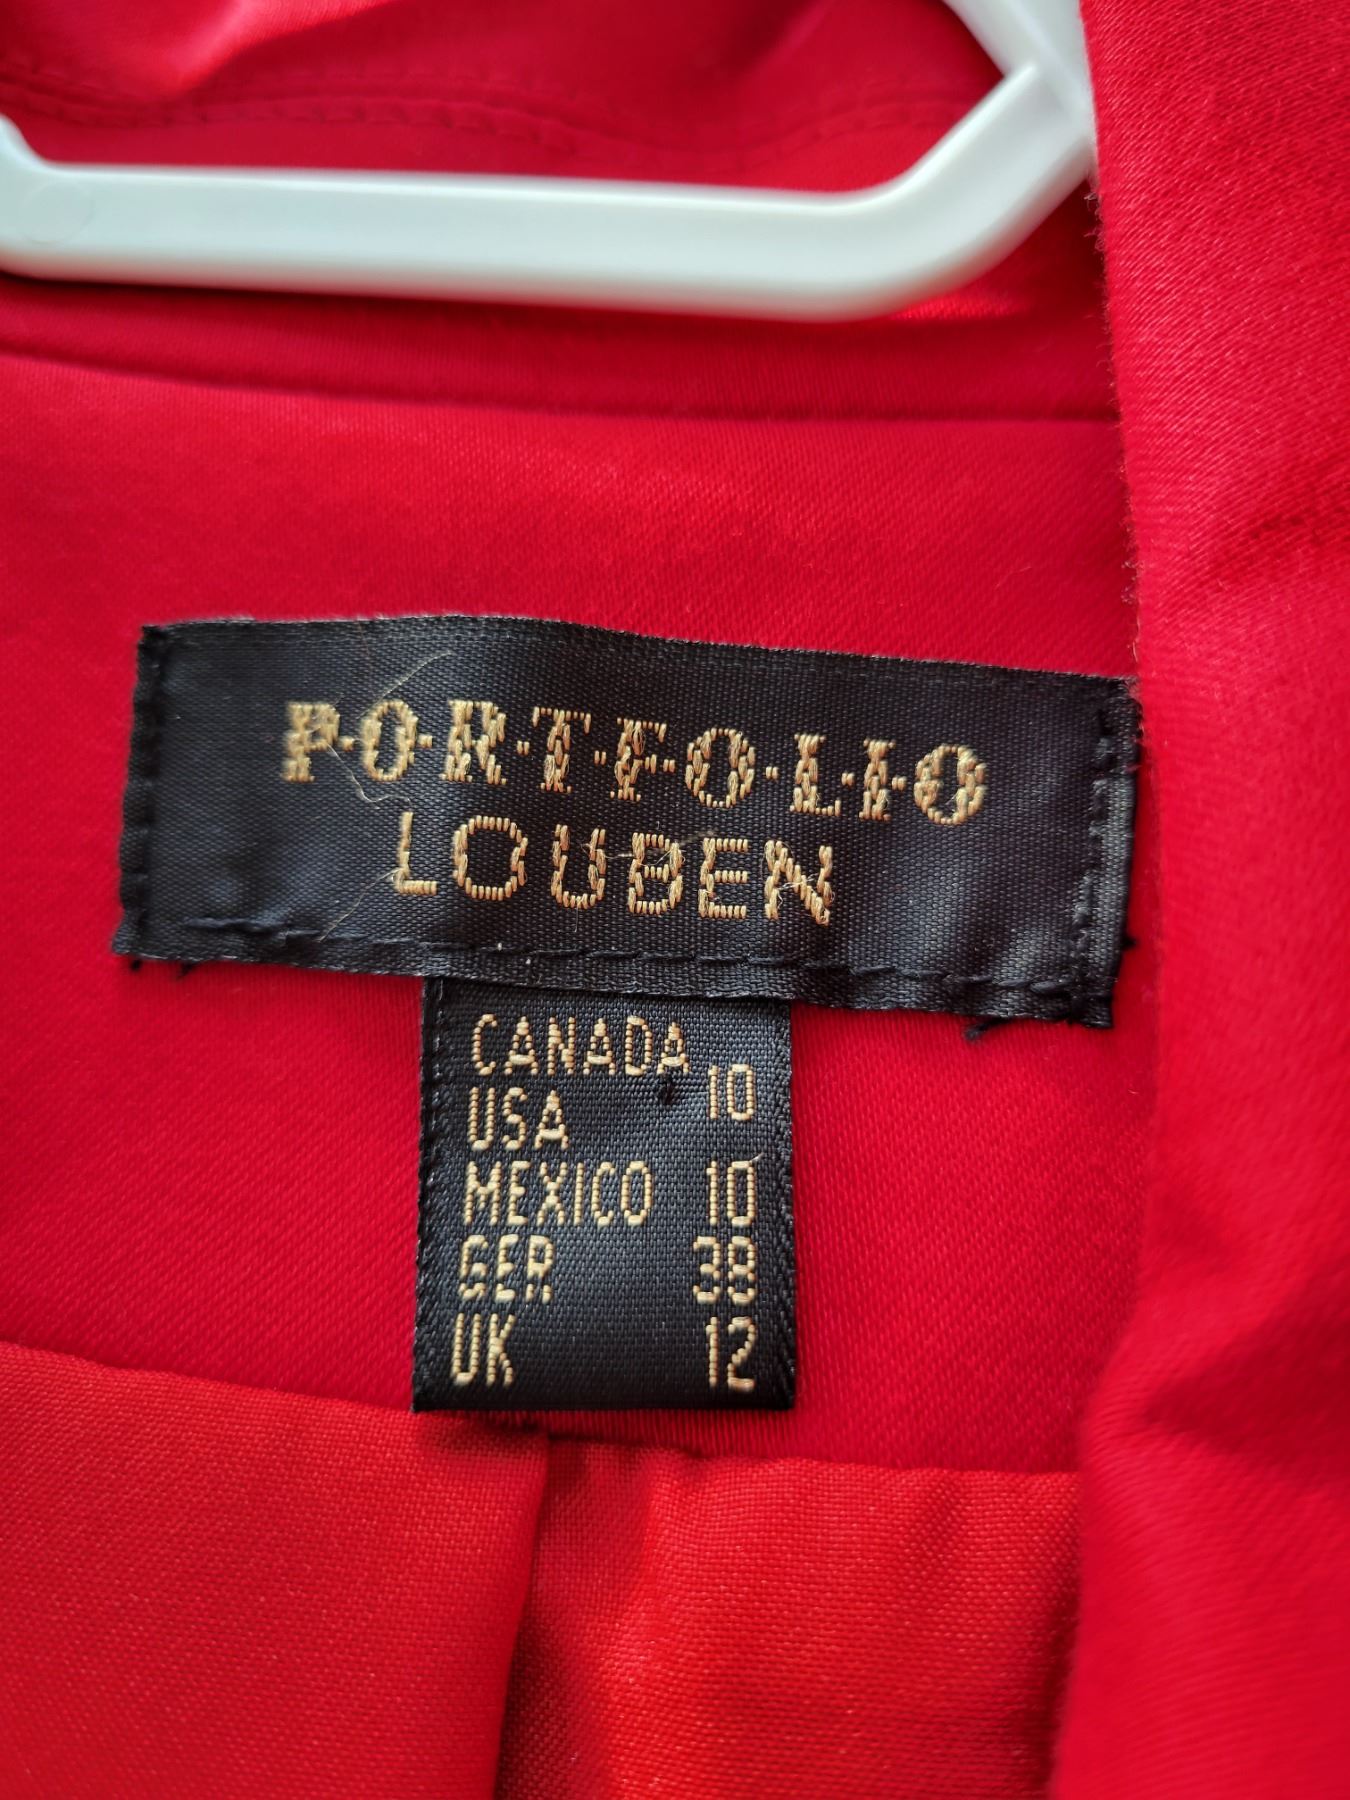 P·O·R·T·F·O·L·I·O
LOUBEN
CANADA
USA 10
MEXICO 10
GER 38
UK 12